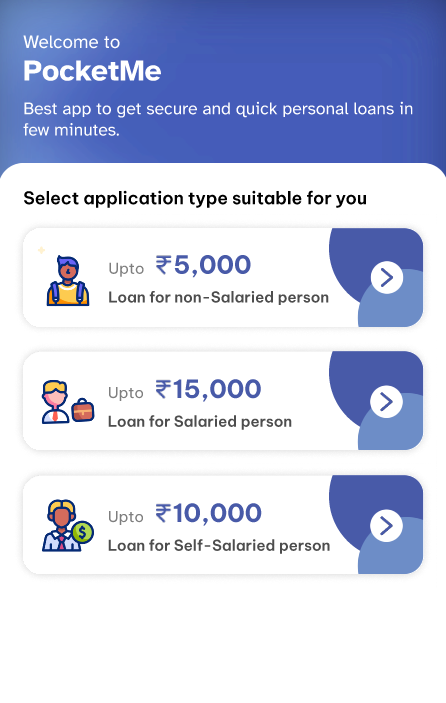 Welcome to
PocketMe
Best app to get secure and quick personal loans in
few minutes.
Select application type suitable for you
Upto ₹5,000
Loan for non-Salaried person
Upto ₹15,000
Loan for Salaried person
Upto ₹10,000
Loan for Self-Salaried person